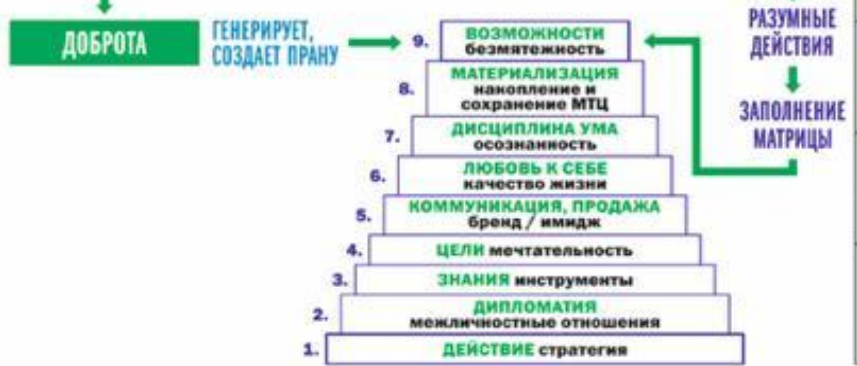 ДОБРОТА
ГЕНЕРИРУЕТ,
СОЗДАЕТ ПРАНУ
РАЗУМНЫЕ
ДЕЙСТВИЯ
ЗАПОЛНЕНИЕ
МАТРИЦЫ
9. ВОЗМОЖНОСТИ
безмятежность
8. МАТЕРИАЛИЗАЦИЯ
накопление и
сохранение МТЦ
7. ДИСЦИПЛИНА УМА
осознанность
6. ЛЮБОВЬ К СЕБЕ
качество жизни
5. КОММУНИКАЦИЯ, ПРОДАЖА
бренд / имидж
4. ЦЕЛИ мечтательность
3. ЗНАНИЯ инструменты
2. ДИПЛОМАТИЯ
межличностные отношения
1. ДЕЙСТВИЕ стратегия